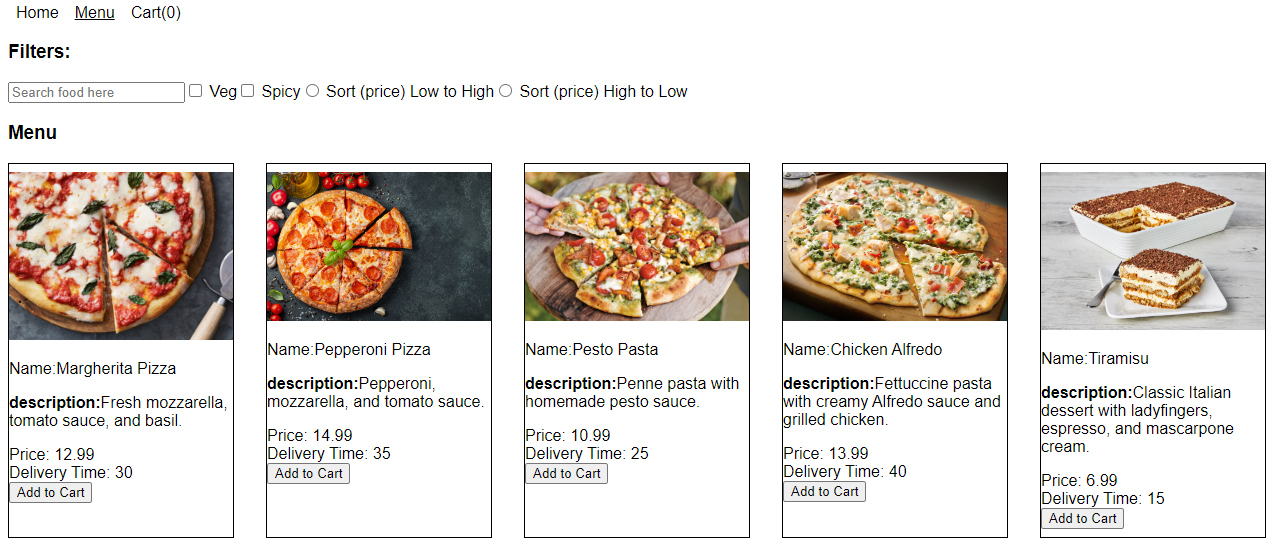 Home Menu Cart(0)
Filters:
Search food here Veg Spicy Sort (price) Low to High Sort (price) High to Low
Menu
Name:Margherita Pizza
description:Fresh mozzarella,
tomato sauce, and basil.
Price: 12.99
Delivery Time: 30
Add to Cart
Name:Pepperoni Pizza
description:Pepperoni,
mozzarella, and tomato sauce.
Price: 14.99
Delivery Time: 35
Add to Cart
Name:Pesto Pasta
description:Penne pasta with
homemade pesto sauce.
Price: 10.99
Delivery Time: 25
Add to Cart
Name:Chicken Alfredo
description:Fettuccine pasta
with creamy Alfredo sauce and
grilled chicken.
Price: 13.99
Delivery Time: 40
Add to Cart
Name:Tiramisu
description:Classic Italian
dessert with ladyfingers,
espresso, and mascarpone
cream.
Price: 6.99
Delivery Time: 15
Add to Cart